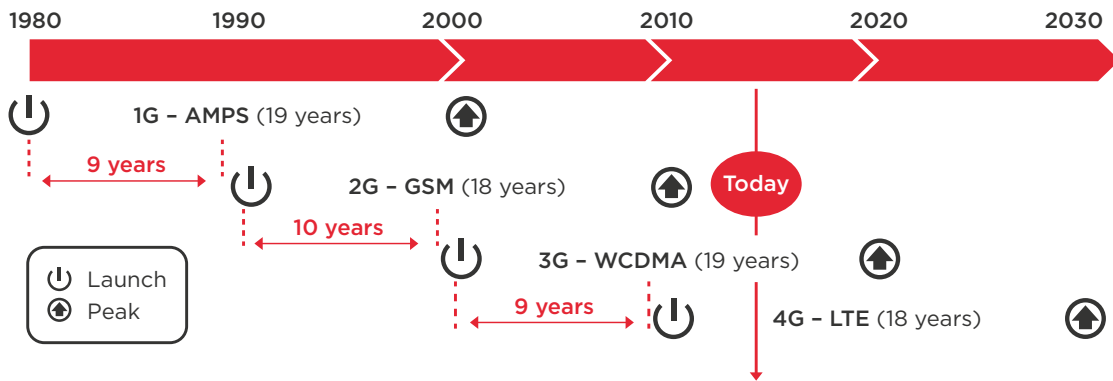 1980 1990 2000 2010 2020 2030
1G – AMPS (19 years)
9 years
2G – GSM (18 years)
Today
10 years
3G – WCDMA (19 years)
Launch
Peak
9 years
4G – LTE (18 years)